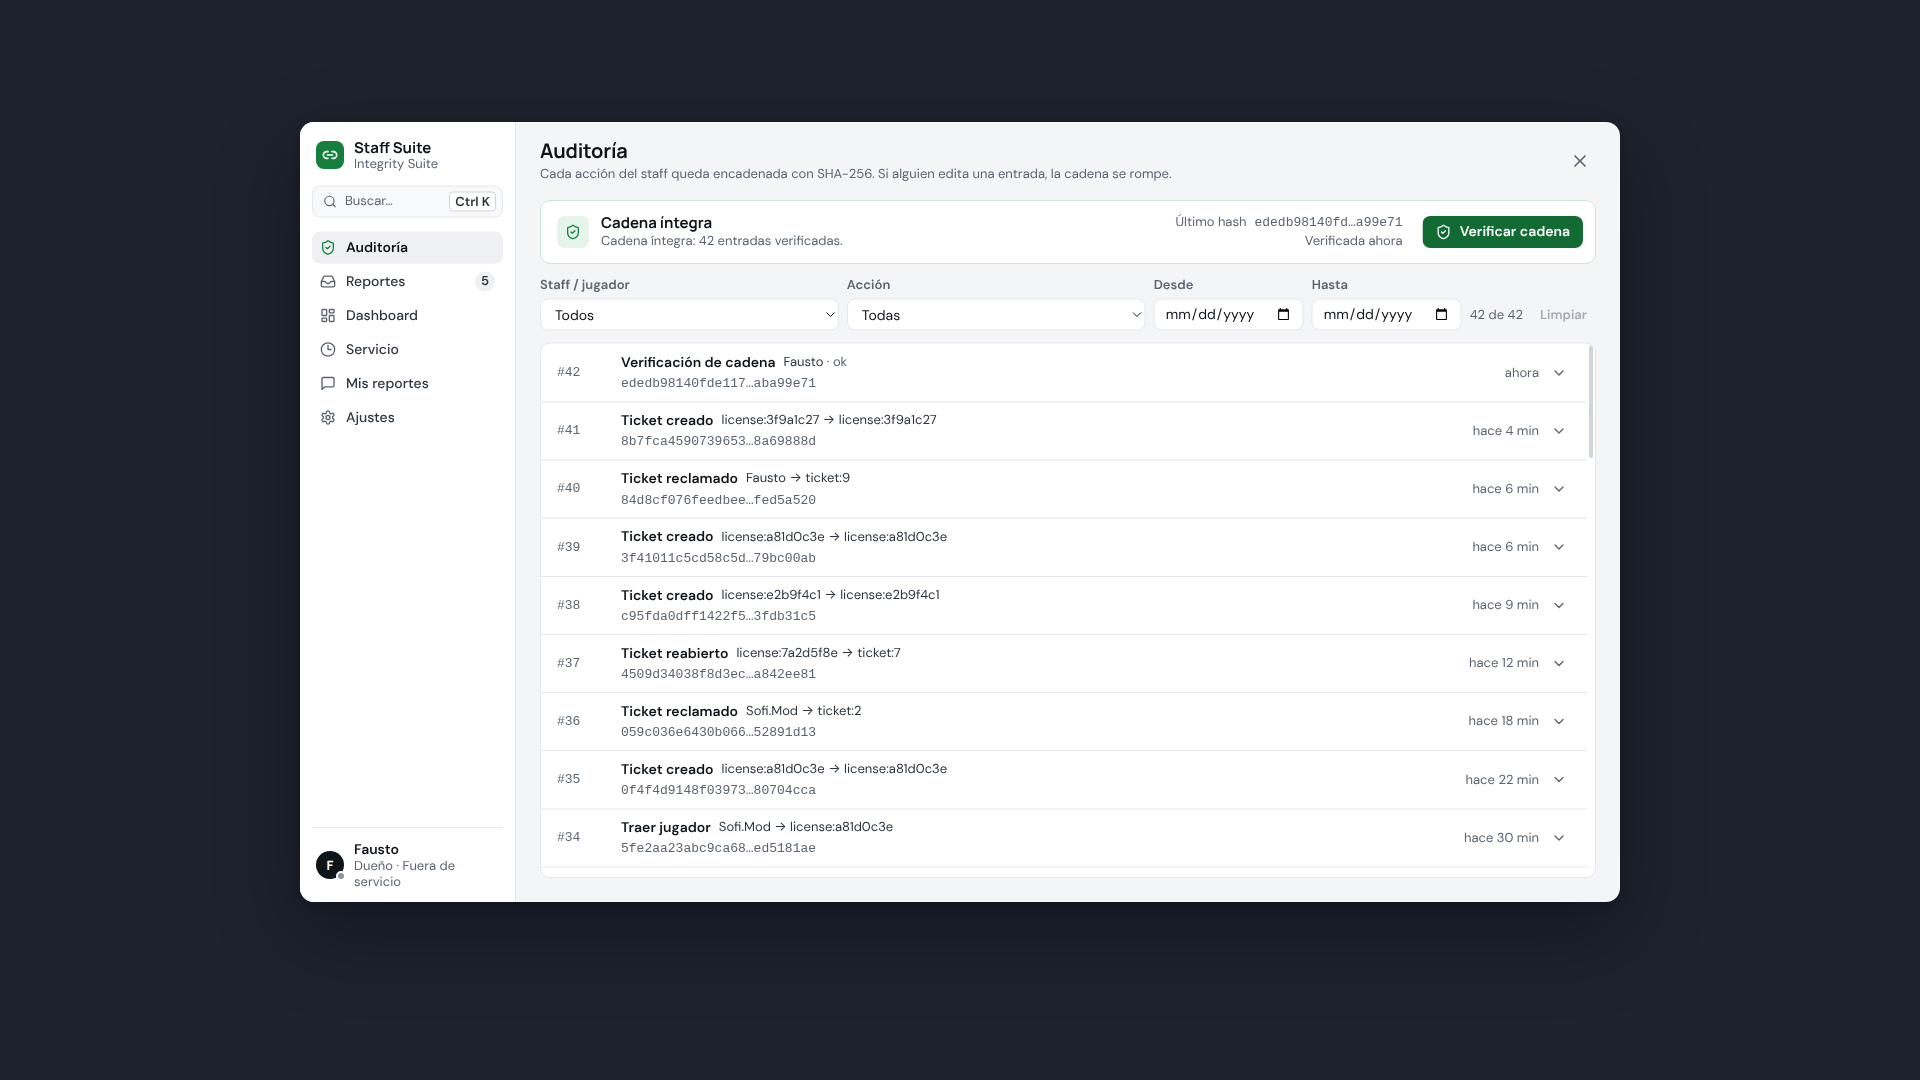 Staff Suite
Integrity Suite
Buscar...
Ctrl K
Auditoría
Reportes
5
Dashboard
Servicio
Mis reportes
Ajustes
F
Fausto
Dueño · Fuera de
servicio
Auditoría
Cada acción del staff queda encadenada con SHA-256. Si alguien edita una entrada, la cadena se rompe.
Cadena íntegra
Cadena íntegra: 42 entradas verificadas.
Último hash ededb98140fd…a99e71
Verificada ahora
Verificar cadena
Staff / jugador
Acción
Desde
Hasta
Todos
Todas
mm/dd/yyyy
mm/dd/yyyy
42 de 42
Limpiar
#42
Verificación de cadena Fausto · ok
ededb98140fde117…aba99e71
ahora
#41
Ticket creado license:3f9a1c27 → license:3f9a1c27
8b7fca4590739653…8a69888d
hace 4 min
#40
Ticket reclamado Fausto → ticket:9
84d8cf076feedbee…fed5a520
hace 6 min
#39
Ticket creado license:a81d0c3e → license:a81d0c3e
3f41011c5cd58c5d…79bc00ab
hace 6 min
#38
Ticket creado license:e2b9f4c1 → license:e2b9f4c1
c95fda0dff1422f5…3fdb31c5
hace 9 min
#37
Ticket reabierto license:7a2d5f8e → ticket:7
4509d34038f8d3ec…a842ee81
hace 12 min
#36
Ticket reclamado Sofi.Mod → ticket:2
059c036e6430b066…52891d13
hace 18 min
#35
Ticket creado license:a81d0c3e → license:a81d0c3e
0f4f4d9148f03973…80704cca
hace 22 min
#34
Traer jugador Sofi.Mod → license:a81d0c3e
5fe2aa23abc9ca68…ed5181ae
hace 30 min